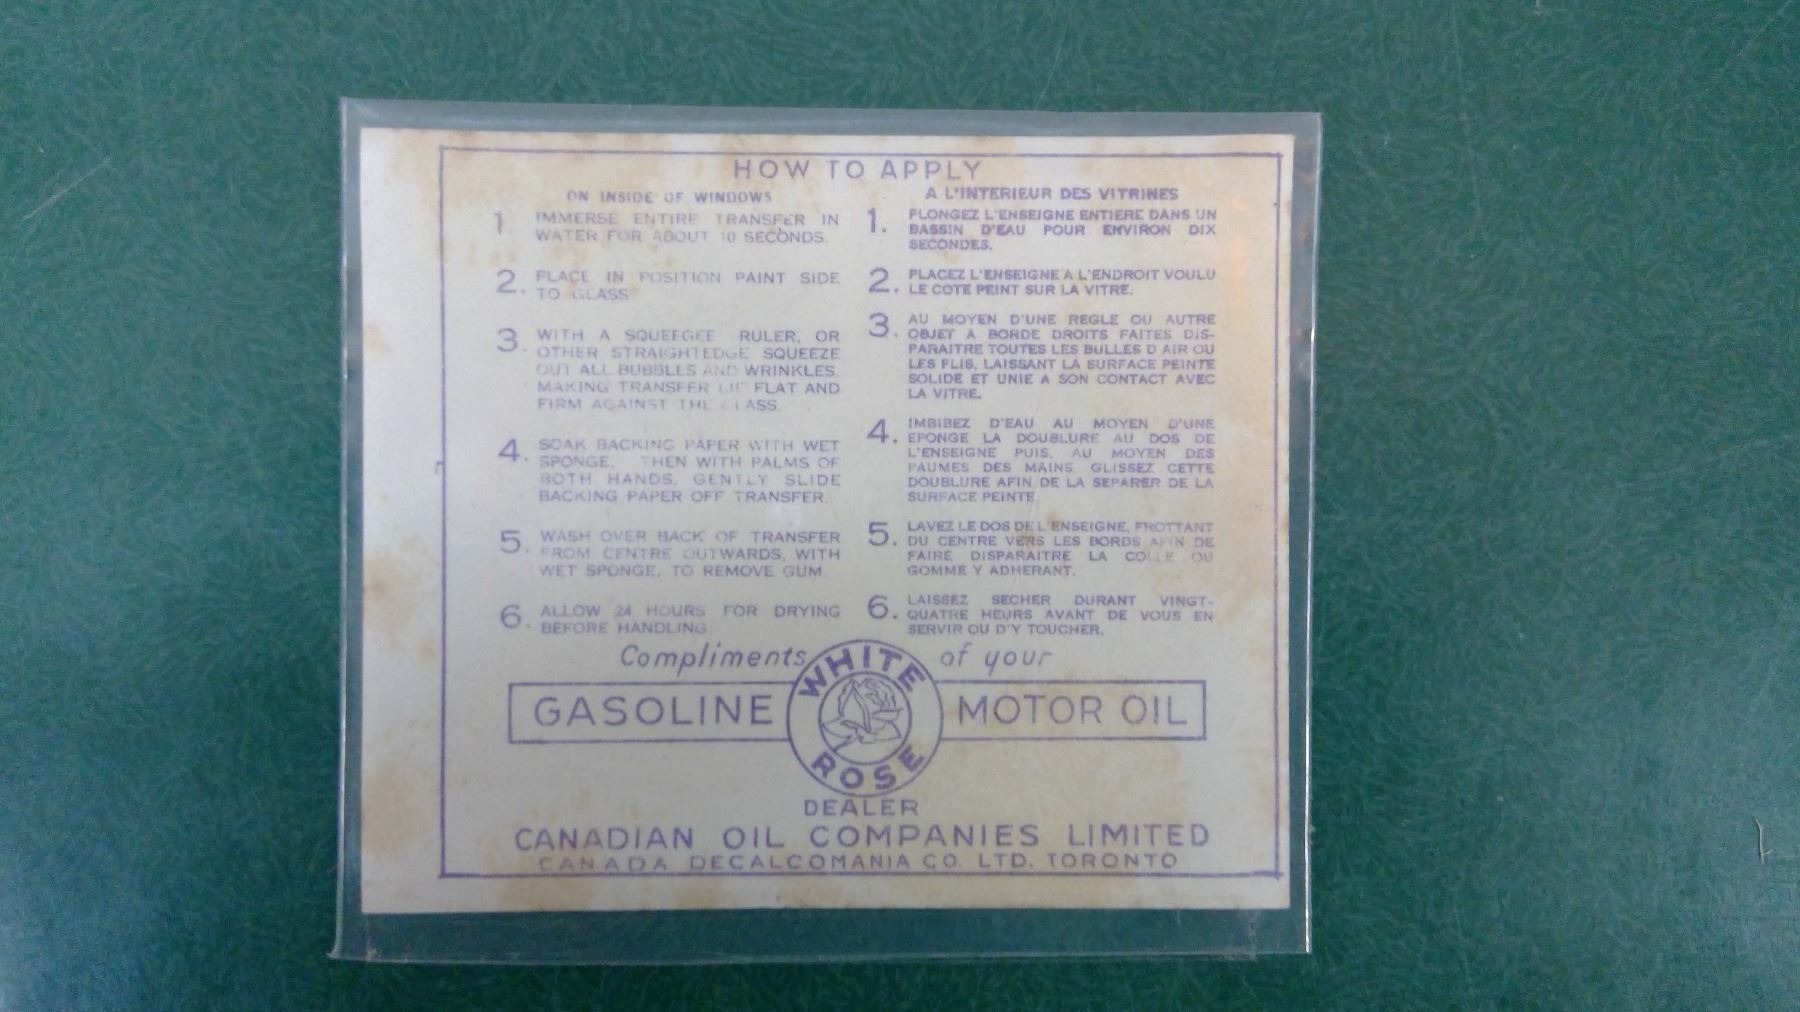 HOW TO APPLY
ON INSIDE OF WINDOWS
1. IMMERSE ENTIRE TRANSFER IN
WATER FOR ABOUT 10 SECONDS.
2. PLACE IN POSITION PAINT SIDE
TO GLASS
3. WITH A SQUEEGEE RULER, OR
OTHER STRAIGHTEDGE SQUEEZE
OUT ALL BUBBLES AND WRINKLES,
MAKING TRANSFER LIE FLAT AND
FIRM AGAINST THE GLASS.
4. SOAK BACKING PAPER WITH WET
SPONGE, THEN WITH PALMS OF
BOTH HANDS, GENTLY SLIDE
BACKING PAPER OFF TRANSFER.
5. WASH OVER BACK OF TRANSFER
FROM CENTRE OUTWARDS, WITH
WET SPONGE, TO REMOVE GUM.
6. ALLOW 24 HOURS FOR DRYING
BEFORE HANDLING
A L'INTERIEUR DES VITRINES
1. PLONGEZ L'ENSEIGNE ENTIERE DANS UN
BASSIN D'EAU POUR ENVIRON DIX
SECONDES.
2. PLACEZ L'ENSEIGNE A L'ENDROIT VOULU
LE COTE PEINT SUR LA VITRE.
3. AU MOYEN D'UNE REGLE OU AUTRE
OBJET A BORDE DROITS FAITES DIS-
PARAITRE TOUTES LES BULLES D'AIR OU
LES PLIS, LAISSANT LA SURFACE PEINTE
SOLIDE ET UNIE A SON CONTACT AVEC
LA VITRE.
4. IMBIBEZ D'EAU AU MOYEN D'UNE
EPONGE LA DOUBLURE AU DOS DE
L'ENSEIGNE PUIS, AU MOYEN DES
PAUMES DES MAINS, GLISSEZ CETTE
DOUBLURE AFIN DE LA SEPARER DE LA
SURFACE PEINTE
5. LAVEZ LE DOS DE L'ENSEIGNE, FROTTANT
DU CENTRE VERS LES BORDS AFIN DE
FAIRE DISPARAITRE LA COLLE OU
GOMME Y ADHERANT.
6. LAISSEZ SECHER DURANT VINGT-
QUATRE HEURS AVANT DE VOUS EN
SERVIR OU D'Y TOUCHER.
Compliments of your
WHITE
GASOLINE MOTOR OIL
ROSE
DEALER
CANADIAN OIL COMPANIES LIMITED
CANADA DECALCOMANIA CO. LTD. TORONTO